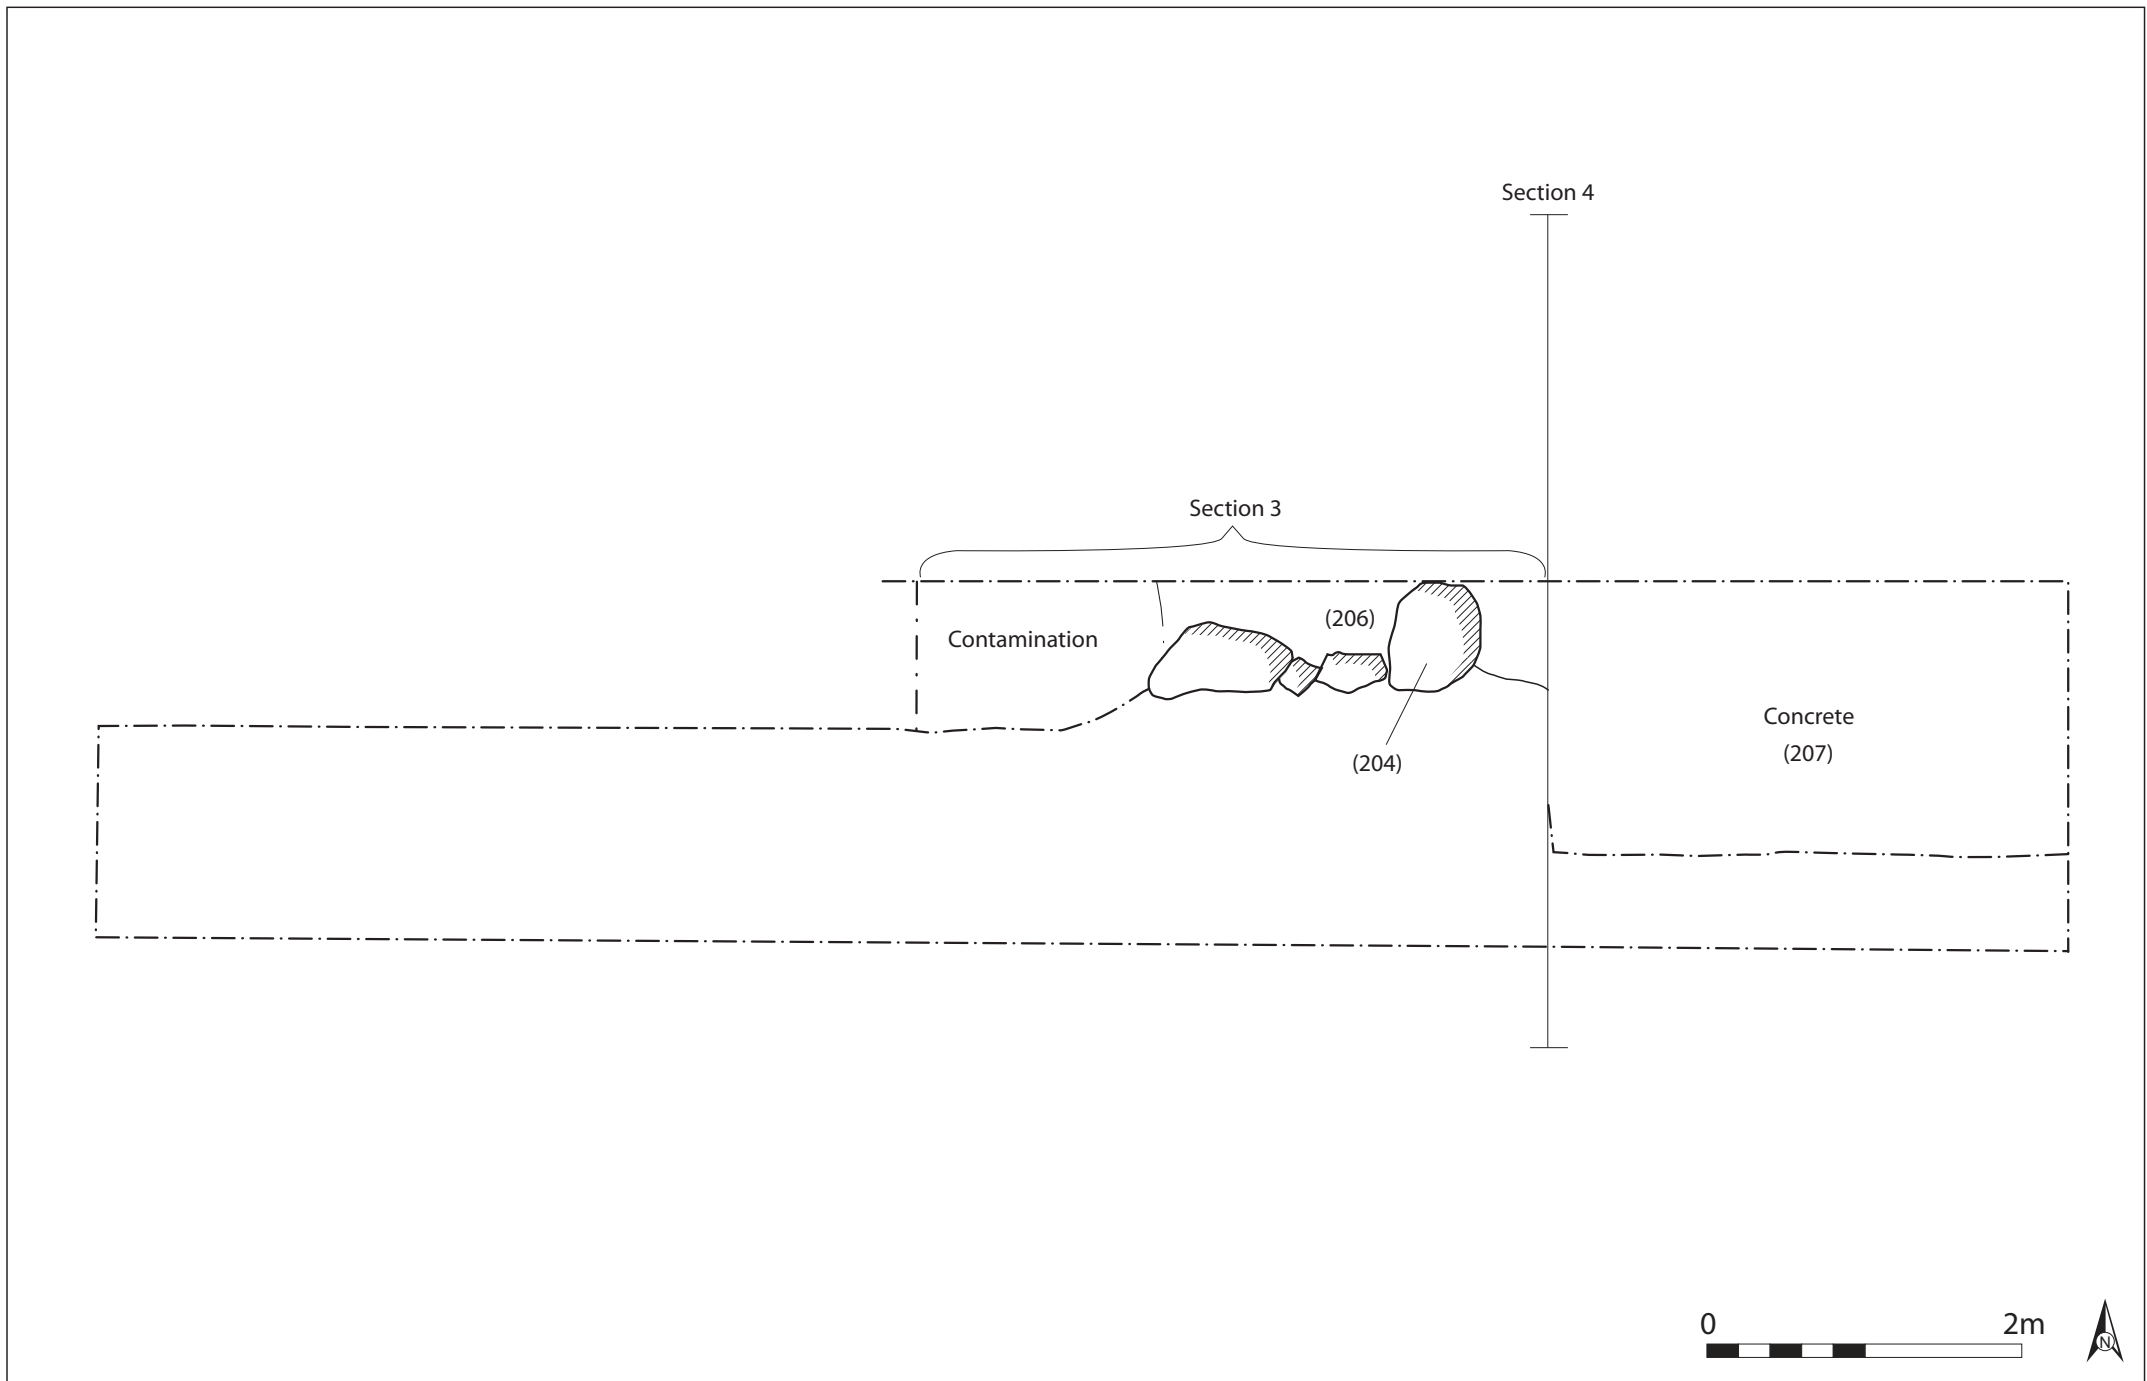 Section 4
Section 3
(206)
Contamination
Concrete
(207)
(204)
0 2m
N